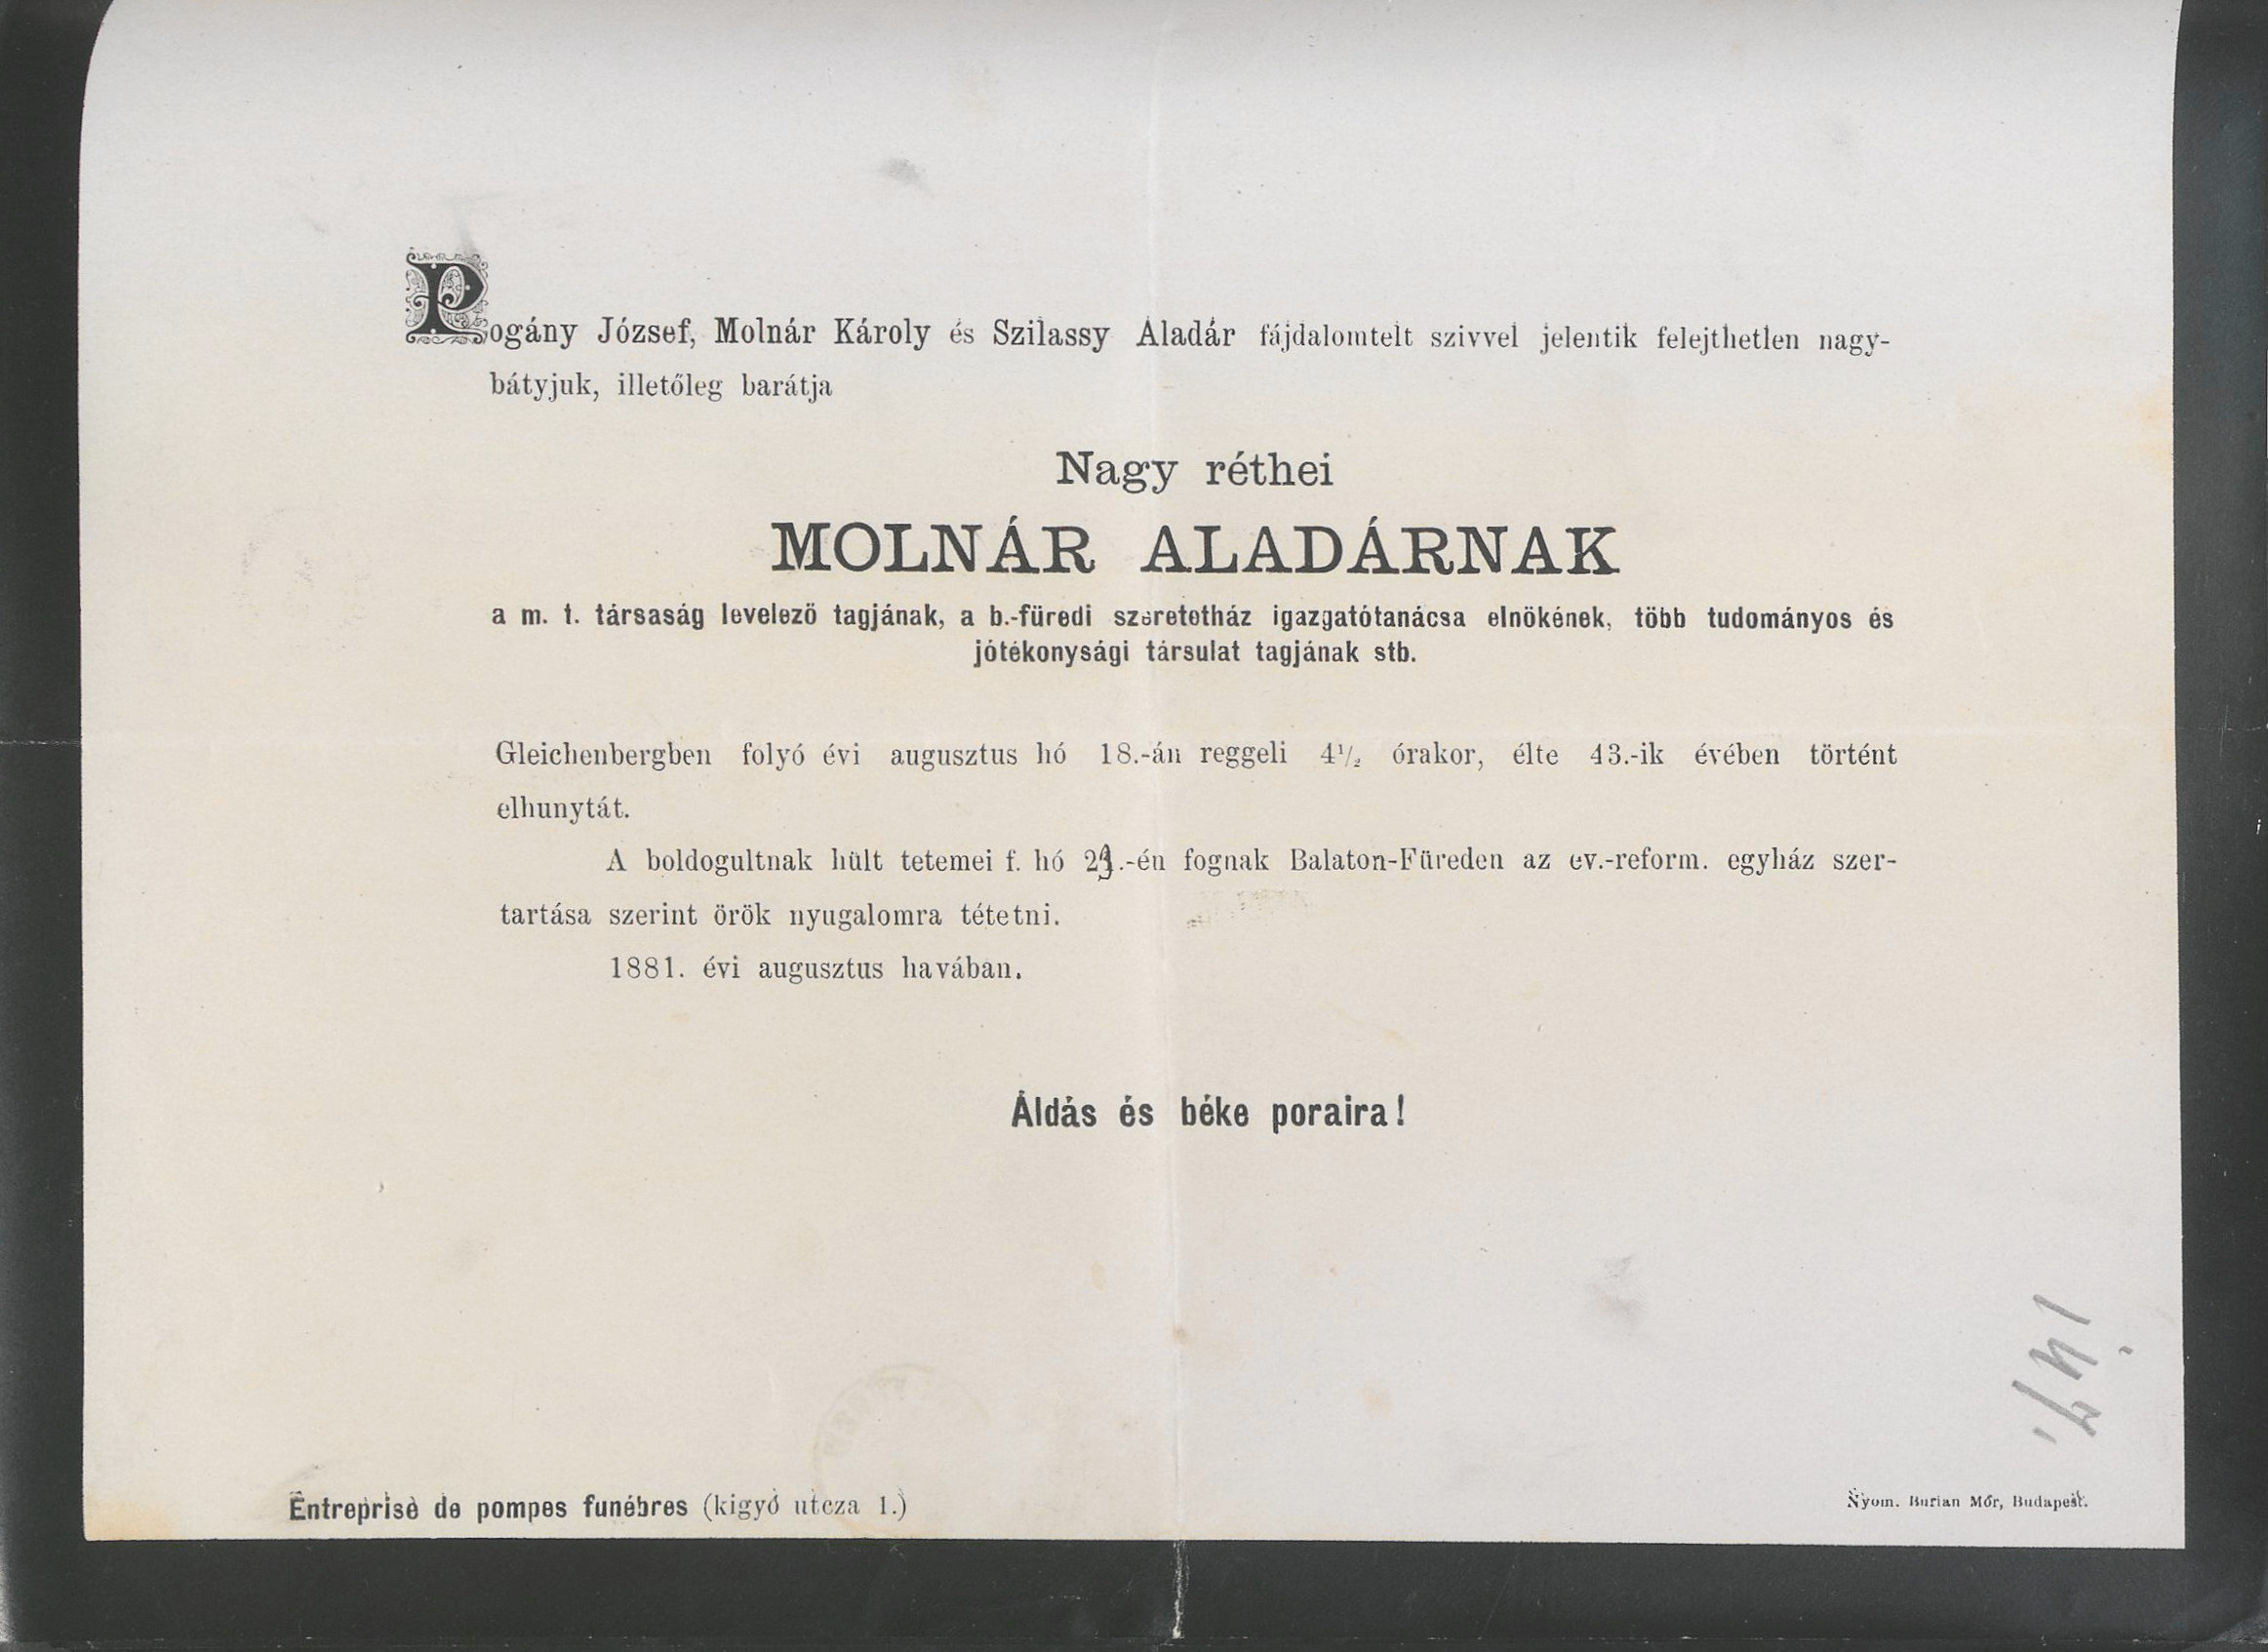 Pogány József, Molnár Károly és Szilassy Aladár fájdalomtelt szivvel jelentik felejthetlen nagy-
bátyjuk, illetőleg barátja
Nagy réthei
MOLNÁR ALADÁRNAK
a m. t. társaság levelező tagjának, a b.-füredi szeretetház igazgatótanácsa elnökének, több tudományos és
jótékonysági társulat tagjának stb.
Gleichenbergben folyó évi augusztus hó 18.-án reggeli 4½ órakor, élte 43.-ik évében történt
elhunytát.
A boldogultnak hült tetemei f. hó -én fognak Balaton-Füreden az ev.-reform. egyház szer-
tartása szerint örök nyugalomra tétetni.
1881. évi augusztus havában.
Áldás és béke poraira!
Entreprise de pompes funébres (kigyó utcza 1.)
Nyom. Burian Mór, Budapest.